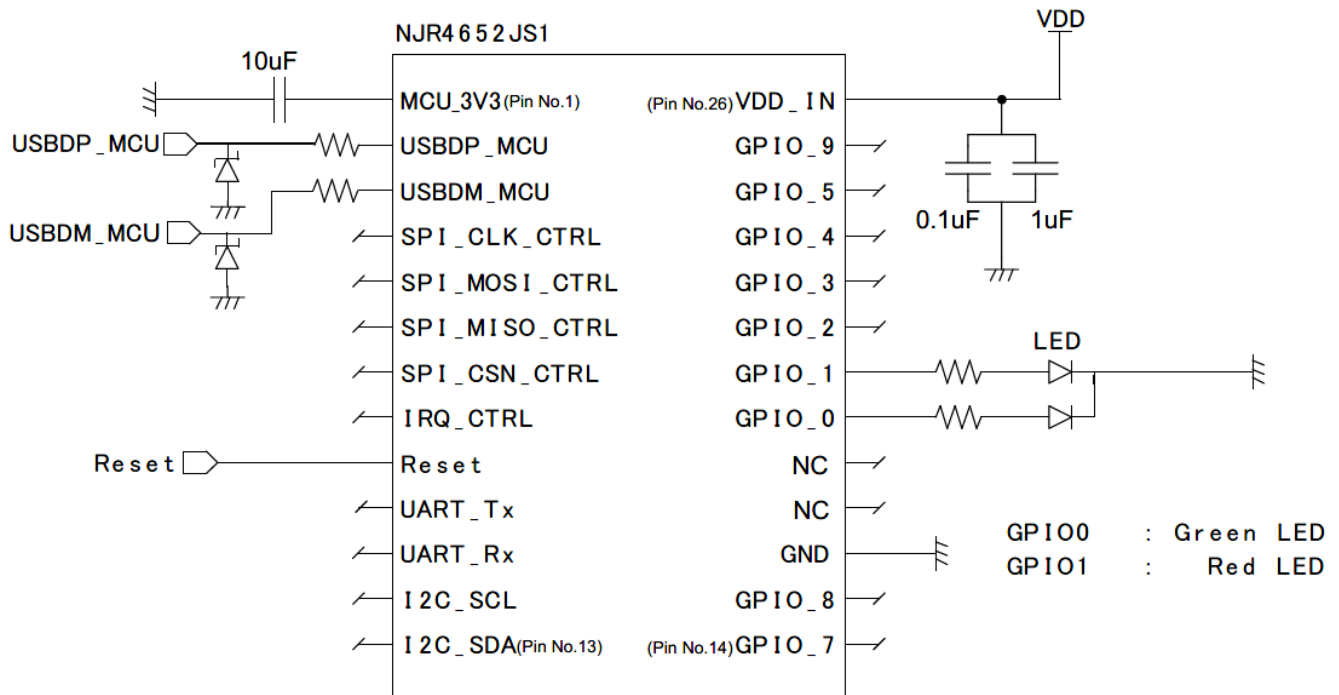 NJR4652JS1
VDD
10uF
MCU_3V3(Pin No.1)
(Pin No.26)VDD_IN
USBDP_MCU
USBDP_MCU
GPIO_9
USBDM_MCU
GPIO_5
USBDM_MCU
0.1uF
1uF
SPI_CLK_CTRL
GPIO_4
SPI_MOSI_CTRL
GPIO_3
SPI_MISO_CTRL
GPIO_2
LED
SPI_CSN_CTRL
GPIO_1
IRQ_CTRL
GPIO_0
Reset
Reset
NC
UART_Tx
NC
GPIO0 : Green LED
UART_Rx
GND
GPIO1 : Red LED
I2C_SCL
GPIO_8
I2C_SDA(Pin No.13)
(Pin No.14)GPIO_7